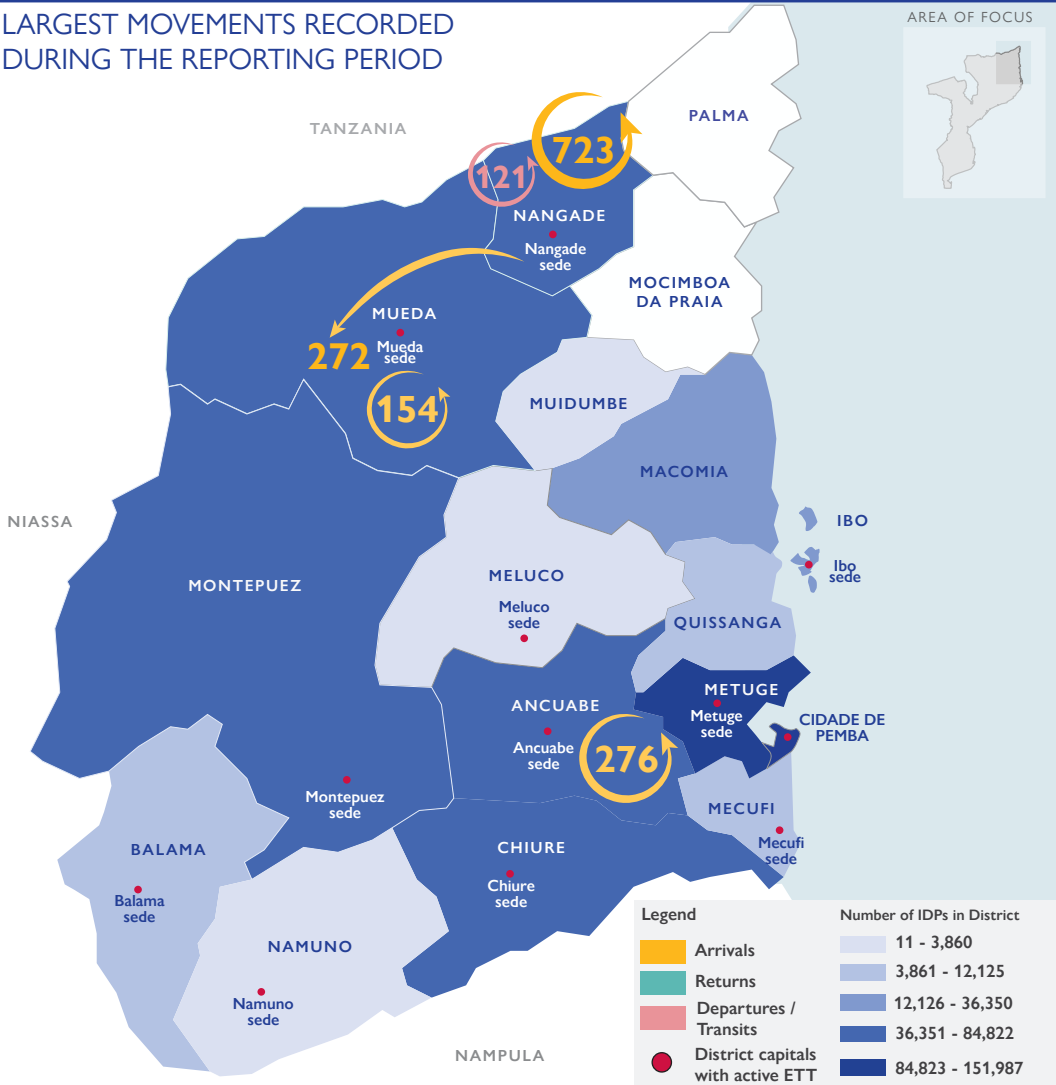 LARGEST MOVEMENTS RECORDED
DURING THE REPORTING PERIOD
AREA OF FOCUS
TANZANIA
PALMA
723
121
NANGADE
Nangade
sede
MOCIMBOA
DA PRAIA
MUEDA
272
Mueda
sede
154
MUIDUMBE
MACOMIA
NIASSA
IBO
Ibo
sede
MONTEPUEZ
MELUCO
Meluco
sede
QUISSANGA
METUGE
Metuge
sede
ANCUABE
Ancuabe
sede
276
CIDADE DE
PEMBA
Montepuez
sede
MECUFI
Mecufi
sede
BALAMA
Balama
sede
CHIURE
Chiure
sede
NAMUNO
Namuno
sede
NAMPULA
Legend
Arrivals
Returns
Departures /
Transits
District capitals
with active ETT
Number of IDPs in District
11 - 3,860
3,861 - 12,125
12,126 - 36,350
36,351 - 84,822
84,823 - 151,987